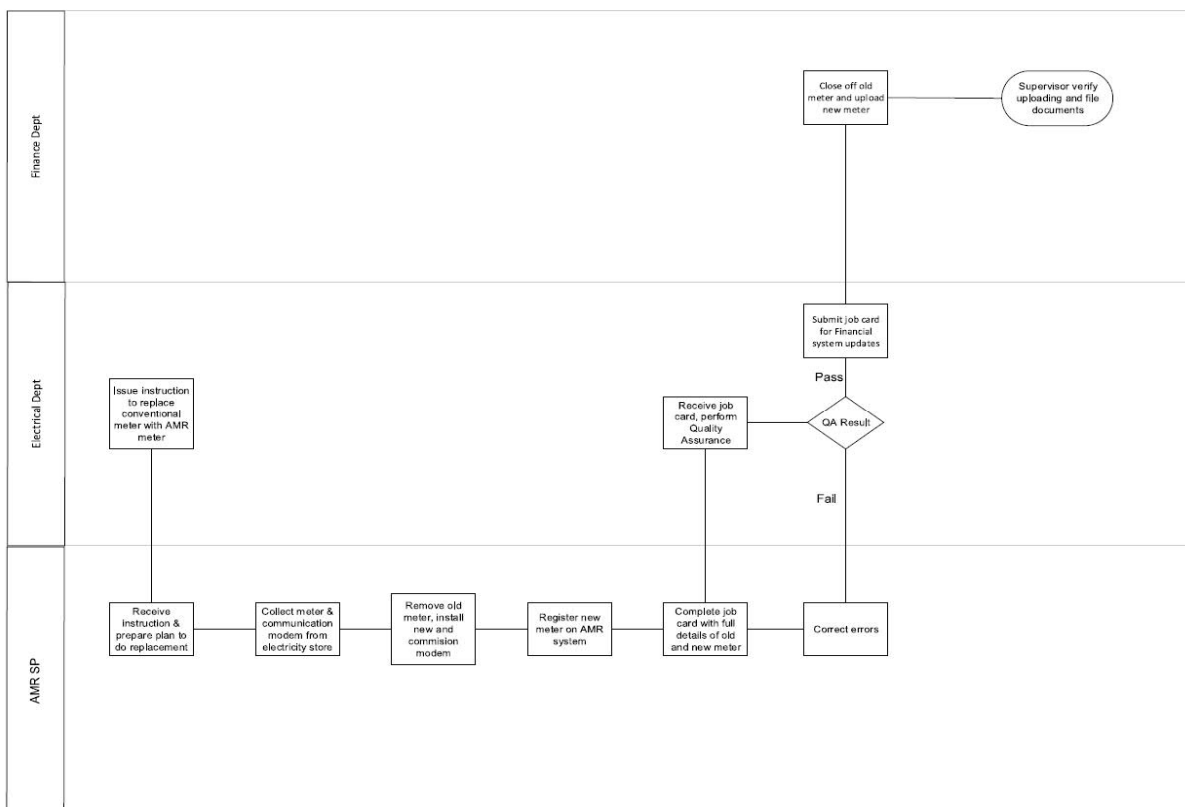 Finance Dept
Close off old
meter and upload
new meter
Supervisor verify
uploading and file
documents
Electrical Dept
Submit job card
for Financial
system updates
Pass
Issue instruction
to replace
conventional
meter with AMR
meter
Receive job
card, perform
Quality
Assurance
QA Result
Fail
AMR SP
Receive
instruction &
prepare plan to
do replacement
Collect meter &
communication
modem from
electricity store
Remove old
meter, install
new and
commision
modem
Register new
meter on AMR
system
Complete job
card with full
details of old
and new meter
Correct errors